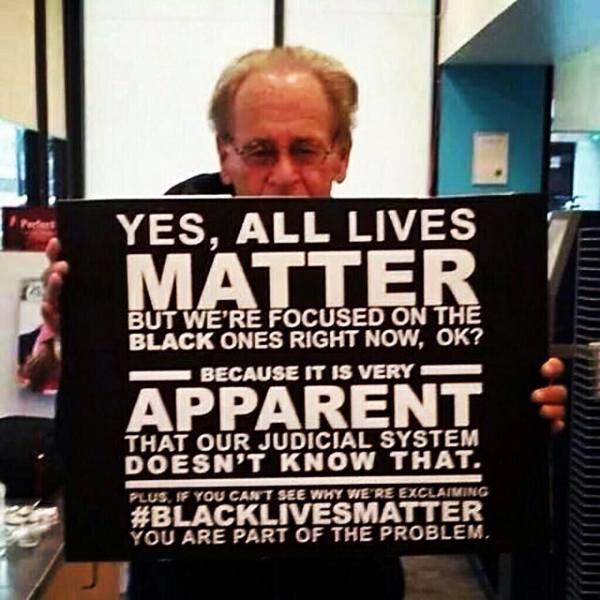 YES, ALL LIVES
MATTER
BUT WE'RE FOCUSED ON THE
BLACK ONES RIGHT NOW, OK?
BECAUSE IT IS VERY
APPARENT
THAT OUR JUDICIAL SYSTEM
DOESN'T KNOW THAT.
PLUS, IF YOU CAN'T SEE WHY WE'RE EXCLAIMING
#BLACKLIVESMATTER
YOU ARE PART OF THE PROBLEM.